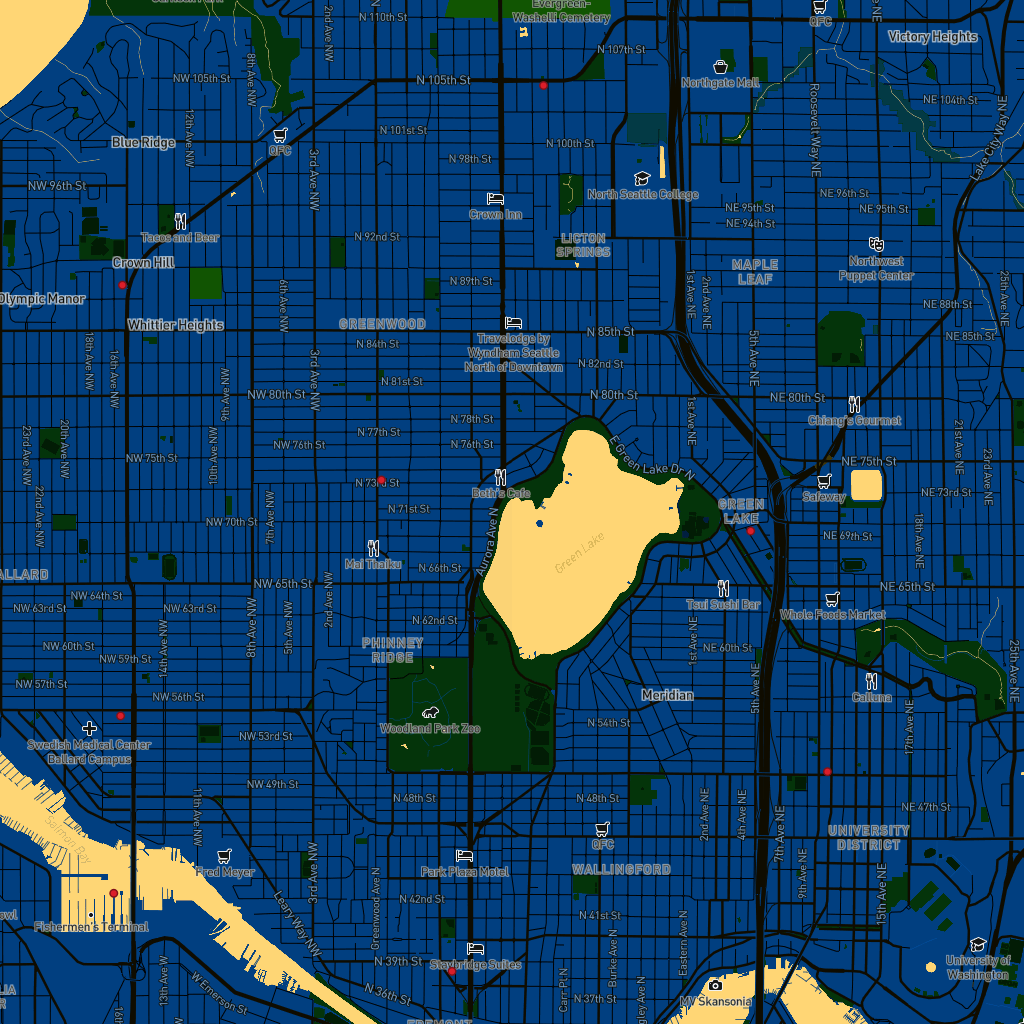 N 110th St
2nd Ave NW
Evergreen-
Washelli Cemetery
QFC
Victory Heights
N 107th St
NW 105th St
8th Ave NW
N 105th St
Northgate Mall
NE 104th St
Roosevelt Way NE
Lake City Way NE
12th Ave NW
Blue Ridge
QFC
N 101st St
N 100th St
3rd Ave NW
N 98th St
NW 96th St
North Seattle College
NE 96th St
Crown Inn
NE 95th St
NE 95th St
NE 94th St
Tacos and Beer
N 92nd St
LICTON
SPRINGS
Northwest
Puppet Center
Crown Hill
MAPLE
LEAF
N 89th St
1st Ave NE
2nd Ave NE
25th Ave NE
Olympic Manor
6th Ave NW
NE 88th St
Whittier Heights
GREENWOOD
Travelodge by
Wyndham Seattle
North of Downtown
N 85th St
NE 85th St
N 84th St
18th Ave NW
16th Ave NW
3rd Ave NW
5th Ave NE
N 82nd St
N 81st St
9th Ave NW
NW 80th St
N 80th St
NE 80th St
1st Ave NE
Chiang's Gourmet
N 78th St
N 77th St
N 76th St
NW 76th St
23rd Ave NW
20th Ave NW
10th Ave NW
21st Ave NE
23rd Ave NE
NW 75th St
E Green Lake Dr N
NE 75th St
N 73rd St
Beth's Cafe
Safeway
NE 73rd St
22nd Ave NW
7th Ave NW
N 71st St
GREEN
LAKE
NW 70th St
Aurora Ave N
Green Lake
18th Ave NE
NE 69th St
Mai Thaiku
N 66th St
NW 65th St
NE 65th St
NW 64th St
NW 63rd St
NW 63rd St
2nd Ave NW
5th Ave NW
8th Ave NW
N 62nd St
Tsui Sushi Bar
Whole Foods Market
14th Ave NW
1st Ave NE
PHINNEY
RIDGE
NW 60th St
NE 60th St
NW 59th St
25th Ave NE
5th Ave NE
NW 57th St
NW 56th St
Meridian
Calluna
Woodland Park Zoo
N 54th St
17th Ave NE
NW 53rd St
Swedish Medical Center
Ballard Campus
NW 49th St
N 48th St
N 48th St
2nd Ave NE
4th Ave NE
7th Ave NE
NE 47th St
11th Ave NW
Salmon Bay
QFC
UNIVERSITY
DISTRICT
Fred Meyer
3rd Ave NW
Park Plaza Motel
WALLINGFORD
9th Ave NE
15th Ave NE
Leary Way NW
Greenwood Ave N
N 42nd St
N 41st St
Fishermen's Terminal
Eastern Ave N
Burke Ave N
N 39th St
Staybridge Suites
University of
Washington
13th Ave W
W Emerson St
N 36th St
Carr Pl N
N 37th St
MV Skansonia